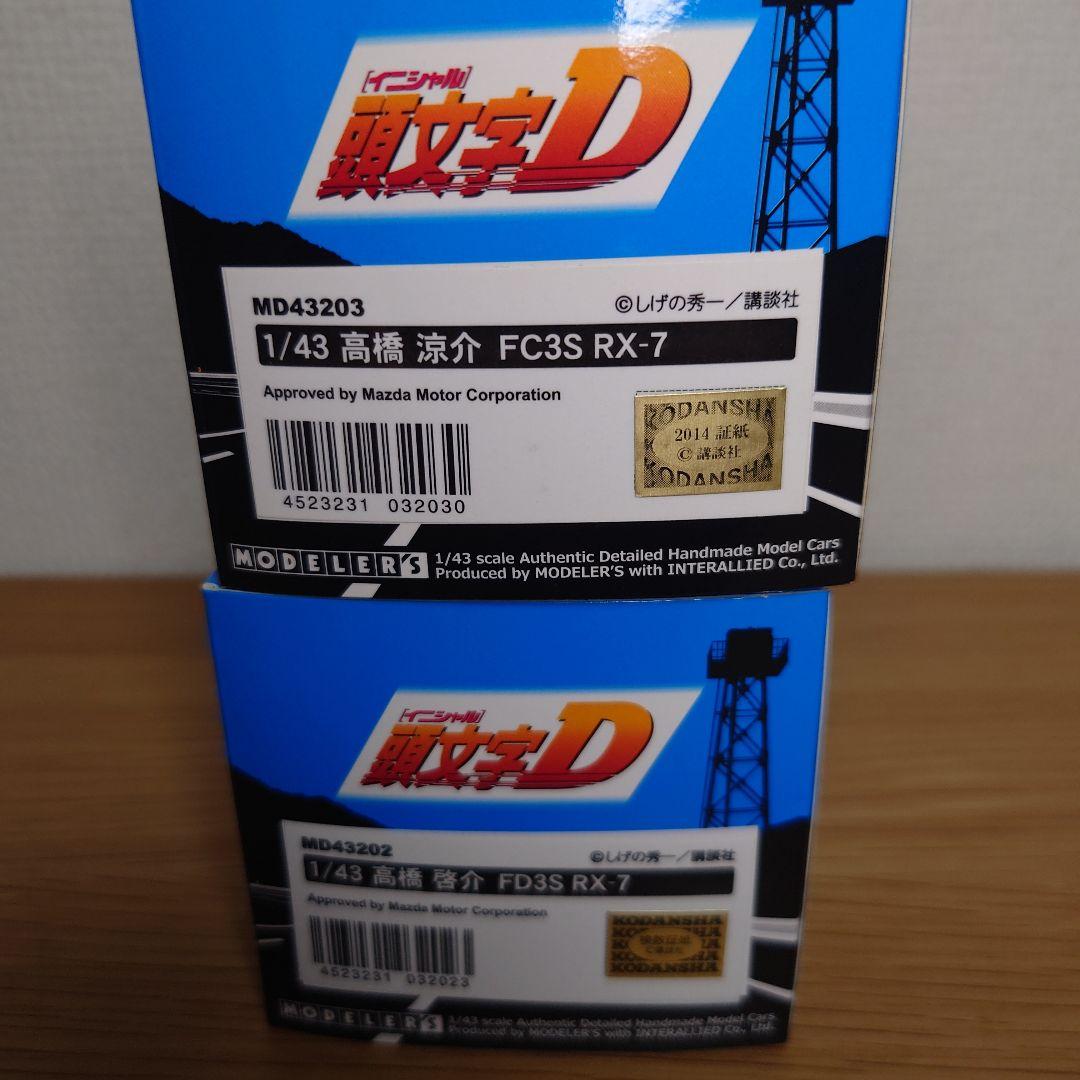 [イニシャル]
頭文字D
MD43203
©しげの秀一/講談社
1/43 高橋 涼介 FC3S RX-7
Approved by Mazda Motor Corporation
KODANSHA
2014 証紙
© 講談社
KODANSHA
4523231 032030
MODELER'S
1/43 scale Authentic Detailed Handmade Model Cars
Produced by MODELER'S with INTERALLIED Co., Ltd.
[イニシャル]
頭文字D
MD43202
©しげの秀一/講談社
1/43 高橋 啓介 FD3S RX-7
Approved by Mazda Motor Corporation
KODANSHA
©講談社
KODANSHA
4523231 032023
MODELER'S
1/43 scale Authentic Detailed Handmade Model Cars
Produced by MODELER'S with INTERALLIED Co., Ltd.